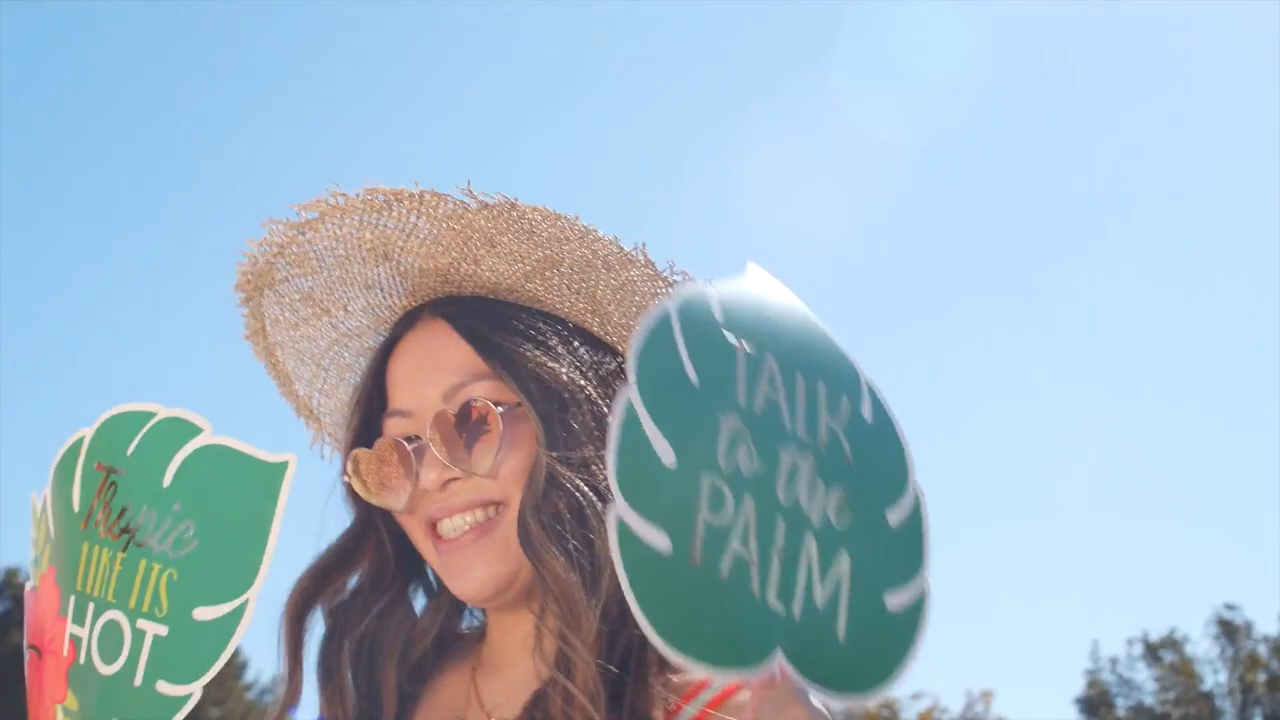 Tropic
LIKE ITS
HOT
TALK
to the
PALM